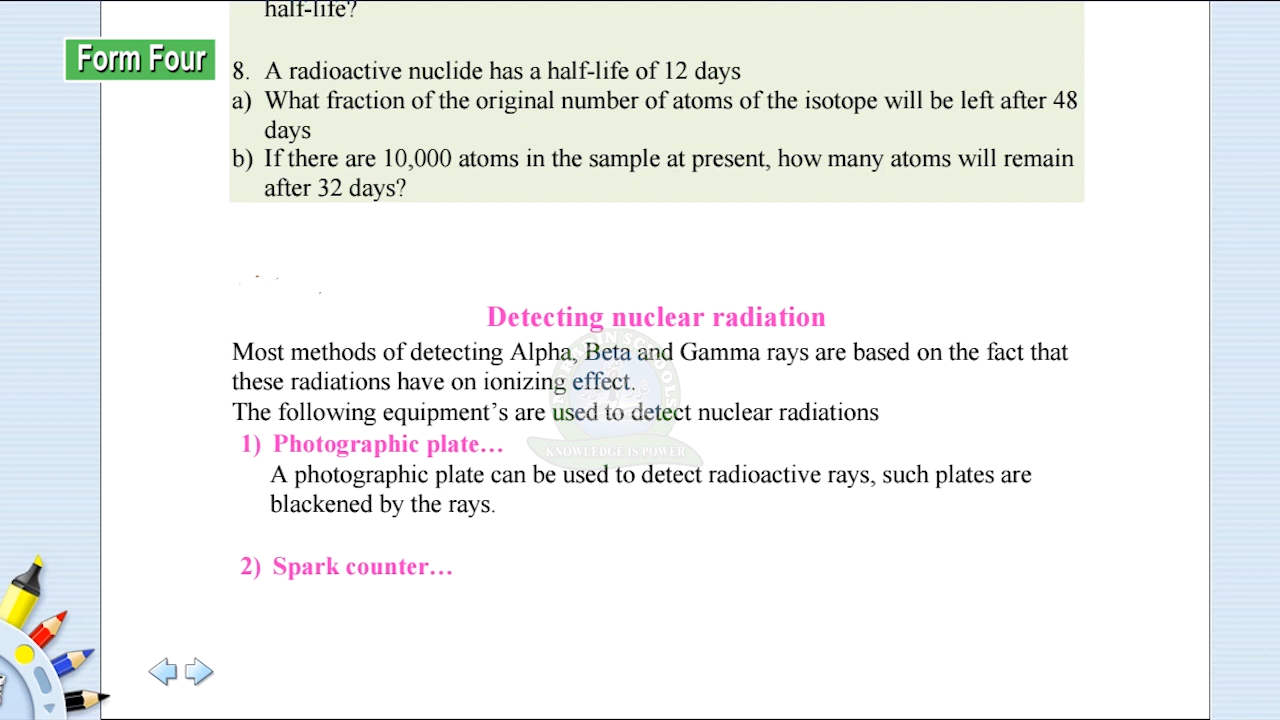 half-life?
Form Four
8. A radioactive nuclide has a half-life of 12 days
a) What fraction of the original number of atoms of the isotope will be left after 48
days
b) If there are 10,000 atoms in the sample at present, how many atoms will remain
after 32 days?
Detecting nuclear radiation
Most methods of detecting Alpha, Beta and Gamma rays are based on the fact that
these radiations have on ionizing effect.
The following equipment’s are used to detect nuclear radiations
1) Photographic plate…
KNOWLEDGE IS POWER
A photographic plate can be used to detect radioactive rays, such plates are
blackened by the rays.
2) Spark counter…